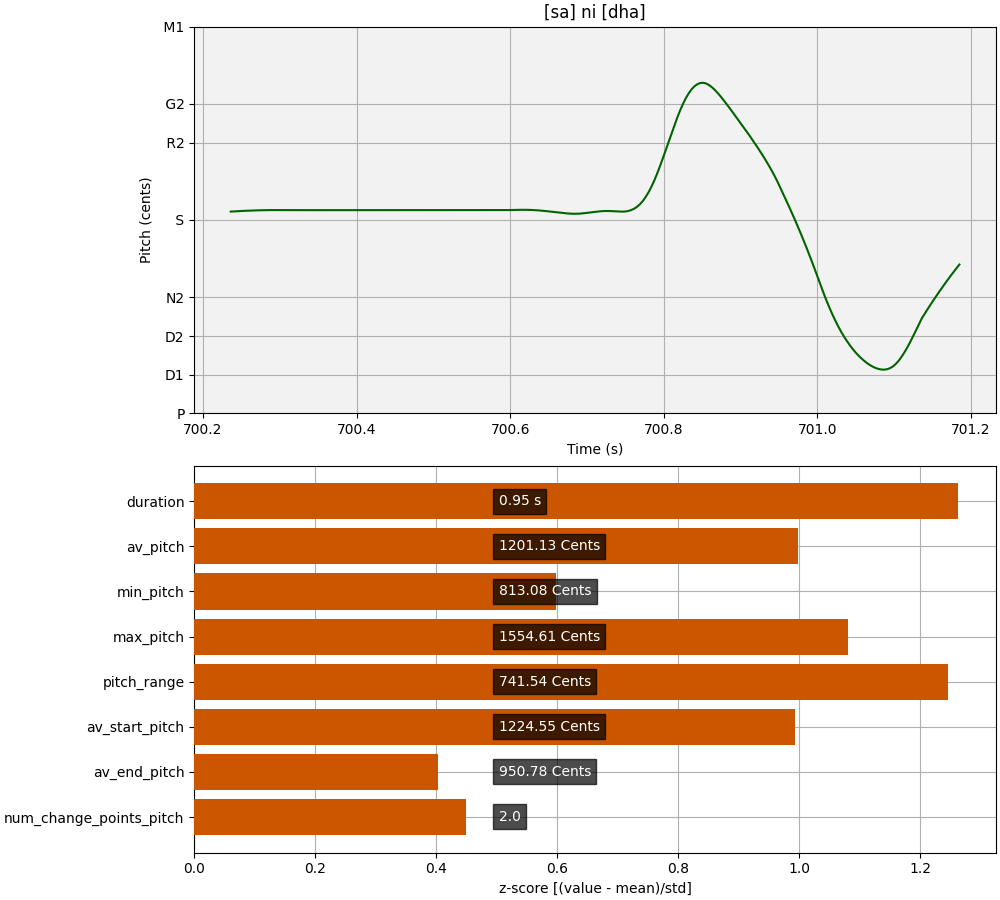 [sa] ni [dha]
M1
G2
R2
S
N2
D2
D1
P
Pitch (cents)
700.2 700.4 700.6 700.8 701.0 701.2
Time (s)
duration 0.95 s
av_pitch 1201.13 Cents
min_pitch 813.08 Cents
max_pitch 1554.61 Cents
pitch_range 741.54 Cents
av_start_pitch 1224.55 Cents
av_end_pitch 950.78 Cents
num_change_points_pitch 2.0
0.0 0.2 0.4 0.6 0.8 1.0 1.2
z-score [(value - mean)/std]